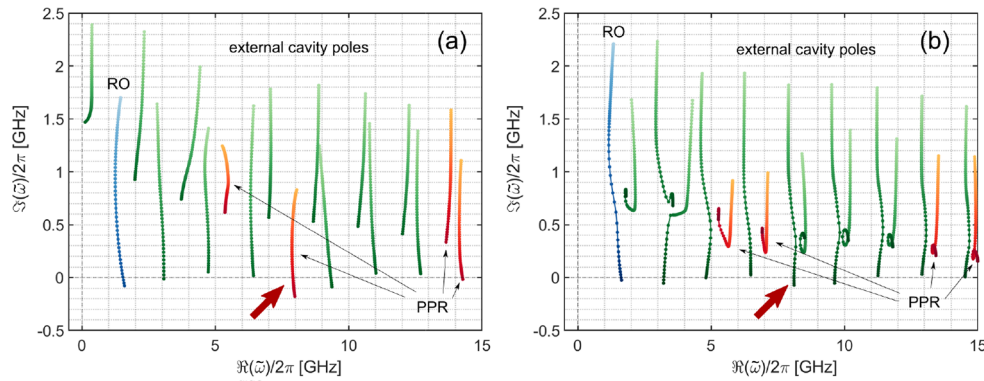 (a)
external cavity poles
RO
PPR
2.5
2
1.5
1
0.5
0
-0.5
ℑ(ω̃)/2π [GHz]
0
5
10
15
ℜ(ω̃)/2π [GHz]
(b)
RO
external cavity poles
PPR
2.5
2
1.5
1
0.5
0
-0.5
ℑ(ω̃)/2π [GHz]
0
5
10
15
ℜ(ω̃)/2π [GHz]